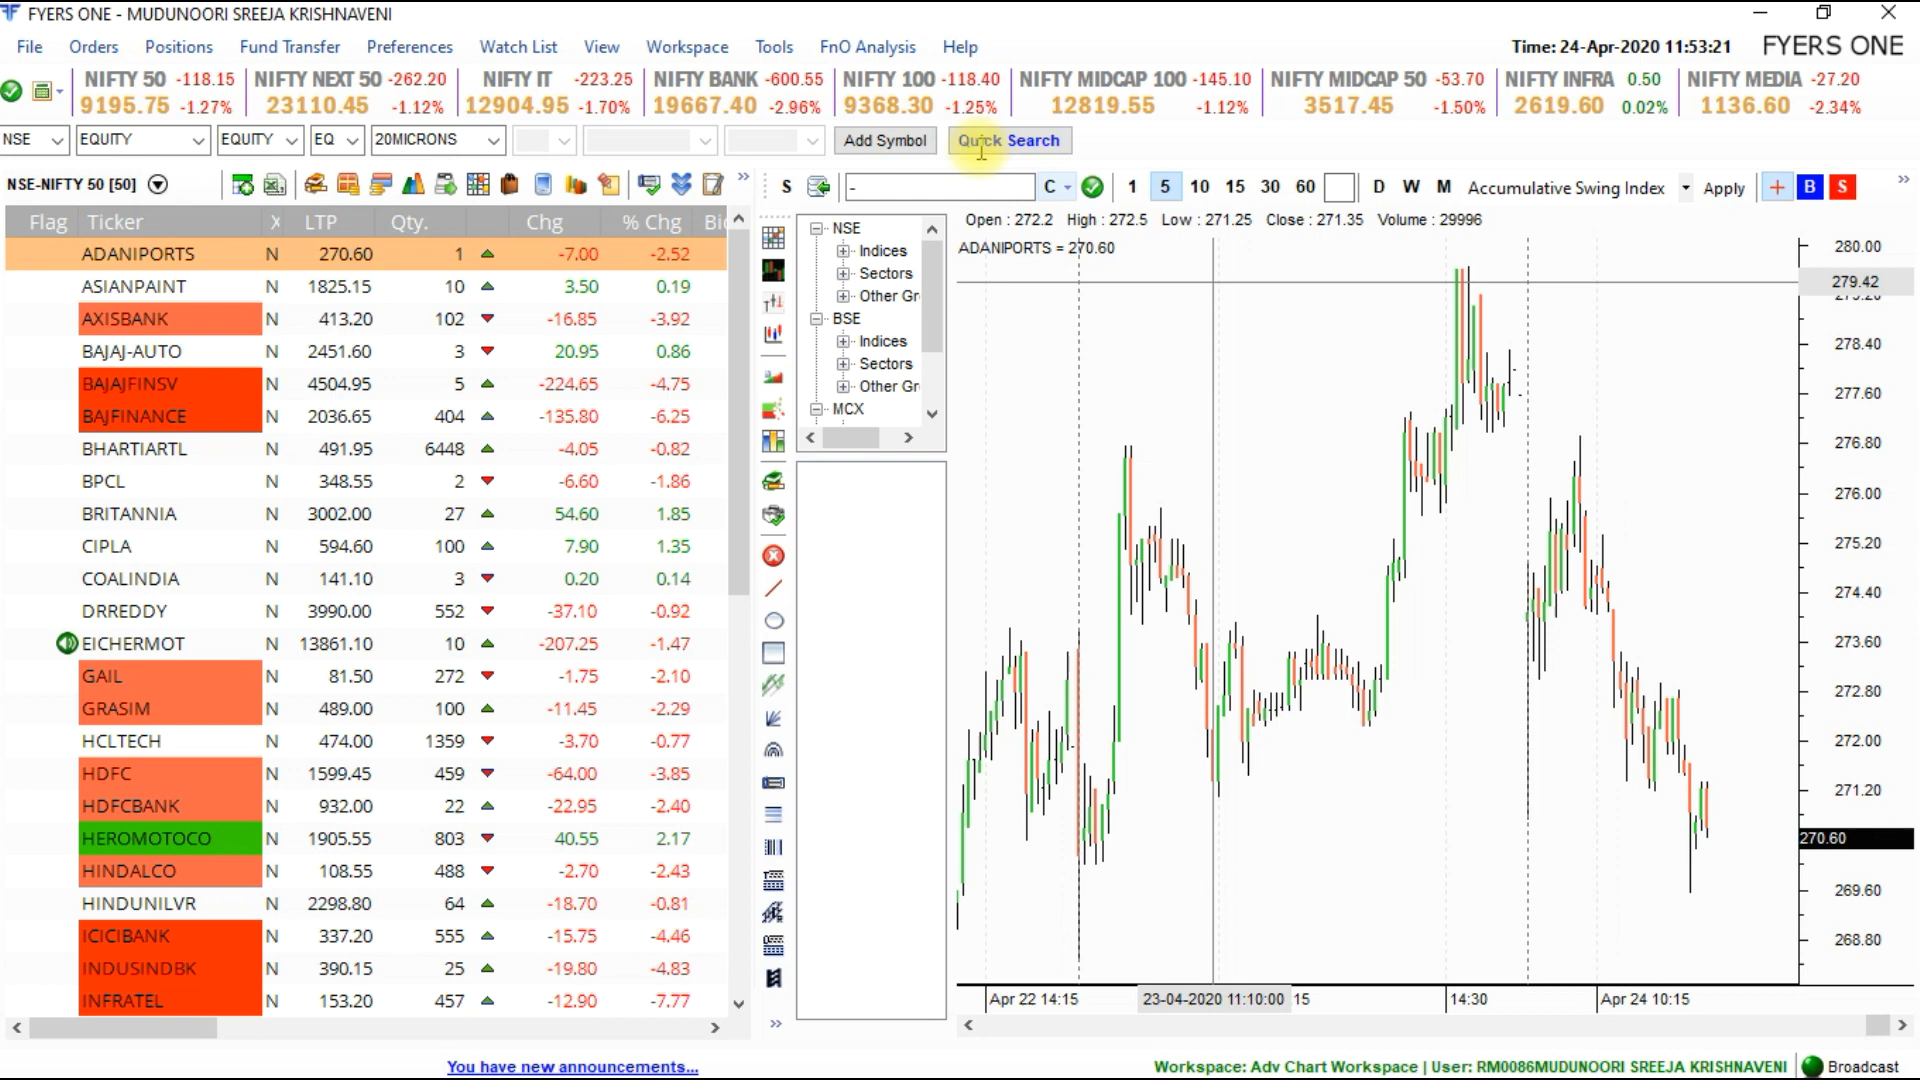 FYERS ONE - MUDUNOORI SREEJA KRISHNAVENI
File Orders Positions Fund Transfer Preferences Watch List View Workspace Tools FnO Analysis Help Time: 24-Apr-2020 11:53:21 FYERS ONE
NIFTY 50 -118.15 NIFTY NEXT 50 -262.20 NIFTY IT -223.25 NIFTY BANK -600.55 NIFTY 100 -118.40 NIFTY MIDCAP 100 -145.10 NIFTY MIDCAP 50 -53.70 NIFTY INFRA 0.50 NIFTY MEDIA -27.20
9195.75 -1.27% 23110.45 -1.12% 12904.95 -1.70% 19667.40 -2.96% 9368.30 -1.25% 12819.55 -1.12% 3517.45 -1.50% 2619.60 0.02% 1136.60 -2.34%
NSE EQUITY EQUITY EQ 20MICRONS Add Symbol Quick Search
NSE-NIFTY 50 [50] S - C 1 5 10 15 30 60 D W M Accumulative Swing Index Apply + B S
Flag Ticker X LTP Qty. Chg % Chg
ADANIPORTS N 270.60 1 -7.00 -2.52
ASIANPAINT N 1825.15 10 3.50 0.19
AXISBANK N 413.20 102 -16.85 -3.92
BAJAJ-AUTO N 2451.60 3 20.95 0.86
BAJAJFINSV N 4504.95 5 -224.65 -4.75
BAJFINANCE N 2036.65 404 -135.80 -6.25
BHARTIARTL N 491.95 6448 -4.05 -0.82
BPCL N 348.55 2 -6.60 -1.86
BRITANNIA N 3002.00 27 54.60 1.85
CIPLA N 594.60 100 7.90 1.35
COALINDIA N 141.10 3 0.20 0.14
DRREDDY N 3990.00 552 -37.10 -0.92
EICHERMOT N 13861.10 10 -207.25 -1.47
GAIL N 81.50 272 -1.75 -2.10
GRASIM N 489.00 100 -11.45 -2.29
HCLTECH N 474.00 1359 -3.70 -0.77
HDFC N 1599.45 459 -64.00 -3.85
HDFCBANK N 932.00 22 -22.95 -2.40
HEROMOTOCO N 1905.55 803 40.55 2.17
HINDALCO N 108.55 488 -2.70 -2.43
HINDUNILVR N 2298.80 64 -18.70 -0.81
ICICIBANK N 337.20 555 -15.75 -4.46
INDUSINDBK N 390.15 25 -19.80 -4.83
INFRATEL N 153.20 457 -12.90 -7.77
NSE
Indices
Sectors
Other Gr
BSE
Indices
Sectors
Other Gr
MCX
Open : 272.2 High : 272.5 Low : 271.25 Close : 271.35 Volume : 29996
ADANIPORTS = 270.60
280.00
279.42
278.40
277.60
276.80
276.00
275.20
274.40
273.60
272.80
272.00
271.20
270.60
269.60
268.80
Apr 22 14:15 23-04-2020 11:10:00 15 14:30 Apr 24 10:15
You have new announcements...
Workspace: Adv Chart Workspace | User: RM0086MUDUNOORI SREEJA KRISHNAVENI Broadcast